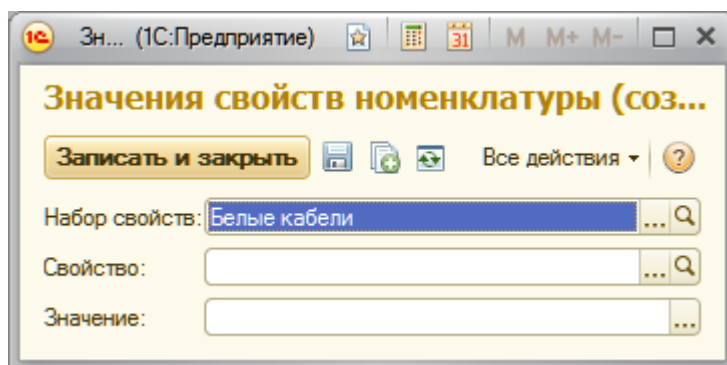 1С Зн... (1С:Предприятие) 31 M M+ M-
Значения свойств номенклатуры (соз...
Записать и закрыть Все действия ?
Набор свойств: Белые кабели ...
Свойство: ...
Значение: ...